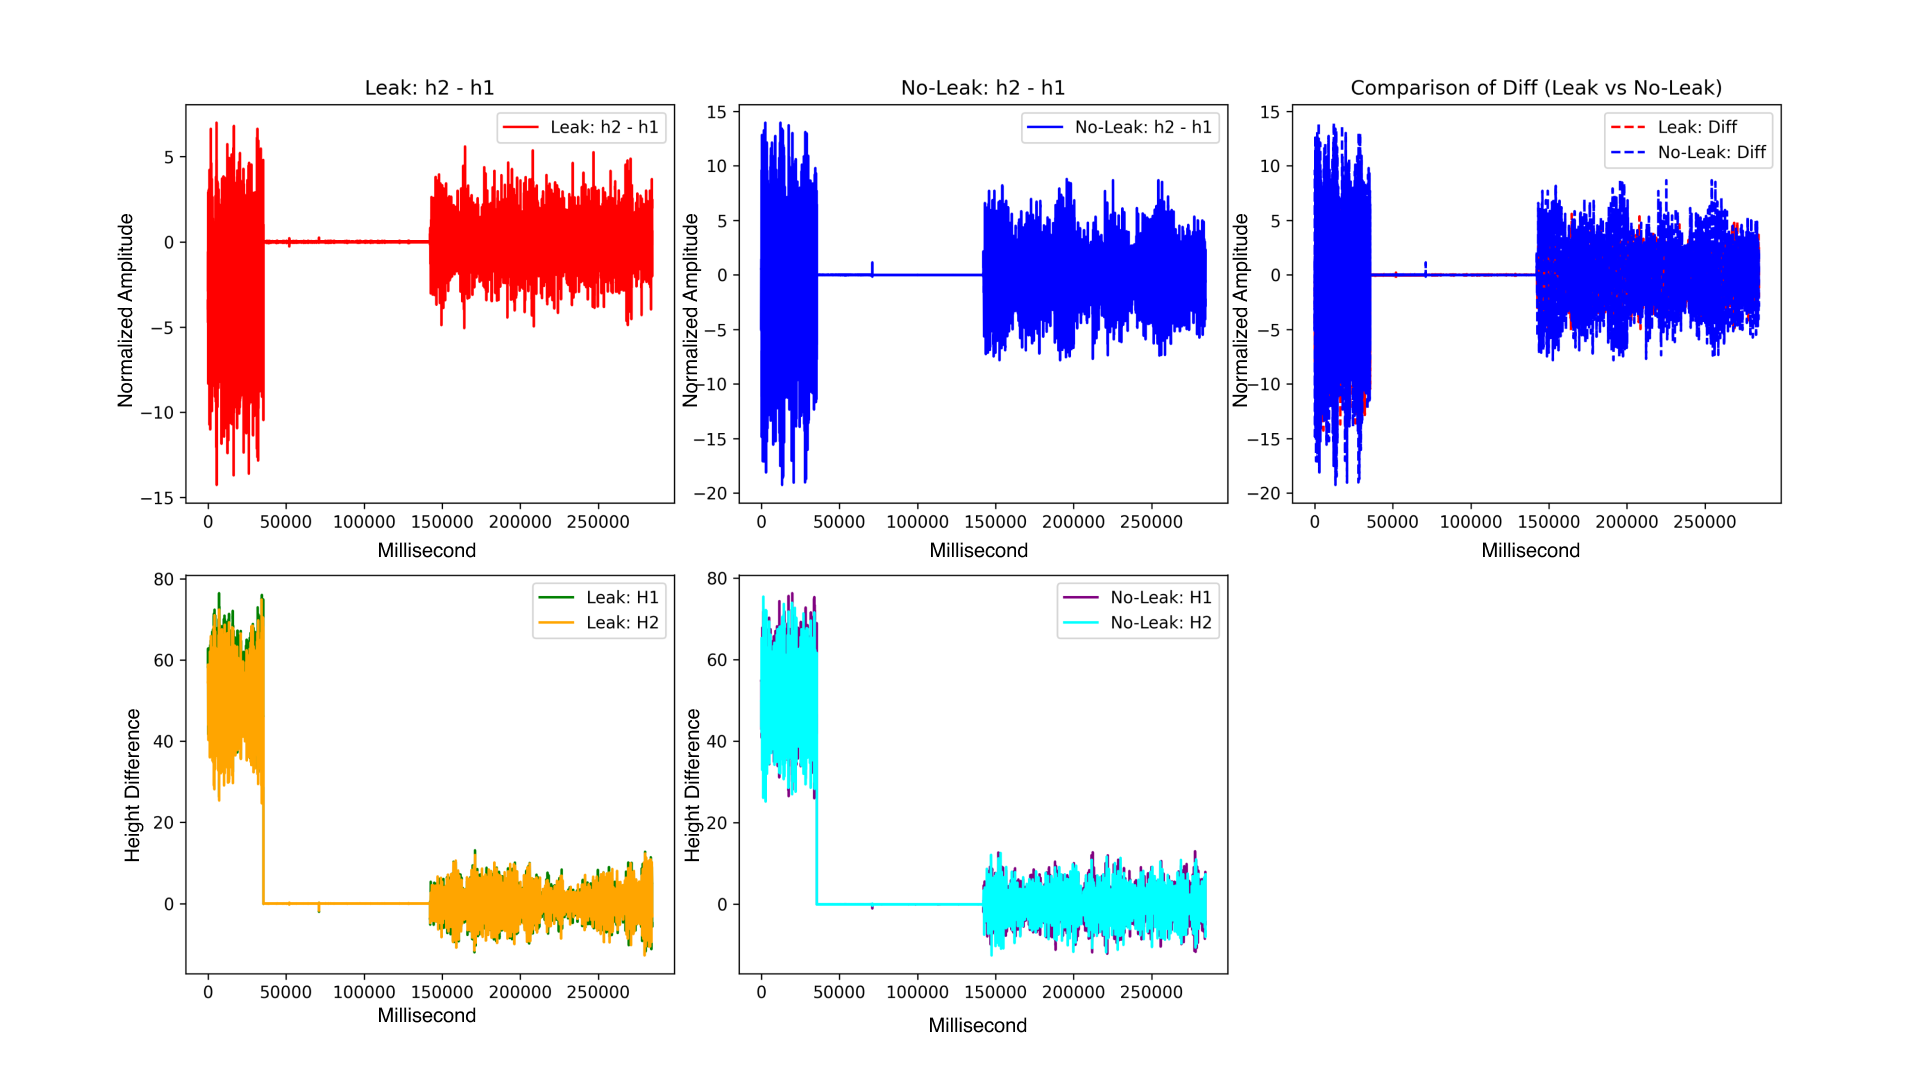 Leak: h2 - h1
Normalized Amplitude
5
0
−5
−10
−15
Leak: h2 - h1
0 50000 100000 150000 200000 250000
Millisecond
No-Leak: h2 - h1
Normalized Amplitude
15
10
5
0
−5
−10
−15
−20
No-Leak: h2 - h1
0 50000 100000 150000 200000 250000
Millisecond
Comparison of Diff (Leak vs No-Leak)
Normalized Amplitude
15
10
5
0
−5
−10
−15
−20
Leak: Diff
No-Leak: Diff
0 50000 100000 150000 200000 250000
Millisecond
Height Difference
80
60
40
20
0
Leak: H1
Leak: H2
0 50000 100000 150000 200000 250000
Millisecond
Height Difference
80
60
40
20
0
No-Leak: H1
No-Leak: H2
0 50000 100000 150000 200000 250000
Millisecond